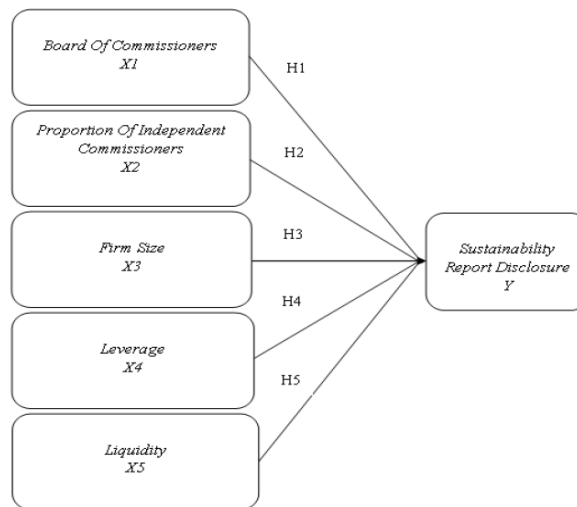 Board Of Commissioners
X1
H1
Proportion Of Independent
Commissioners
X2
H2
Firm Size
X3
H3
Leverage
X4
H4
Liquidity
X5
H5
Sustainability
Report Disclosure
Y